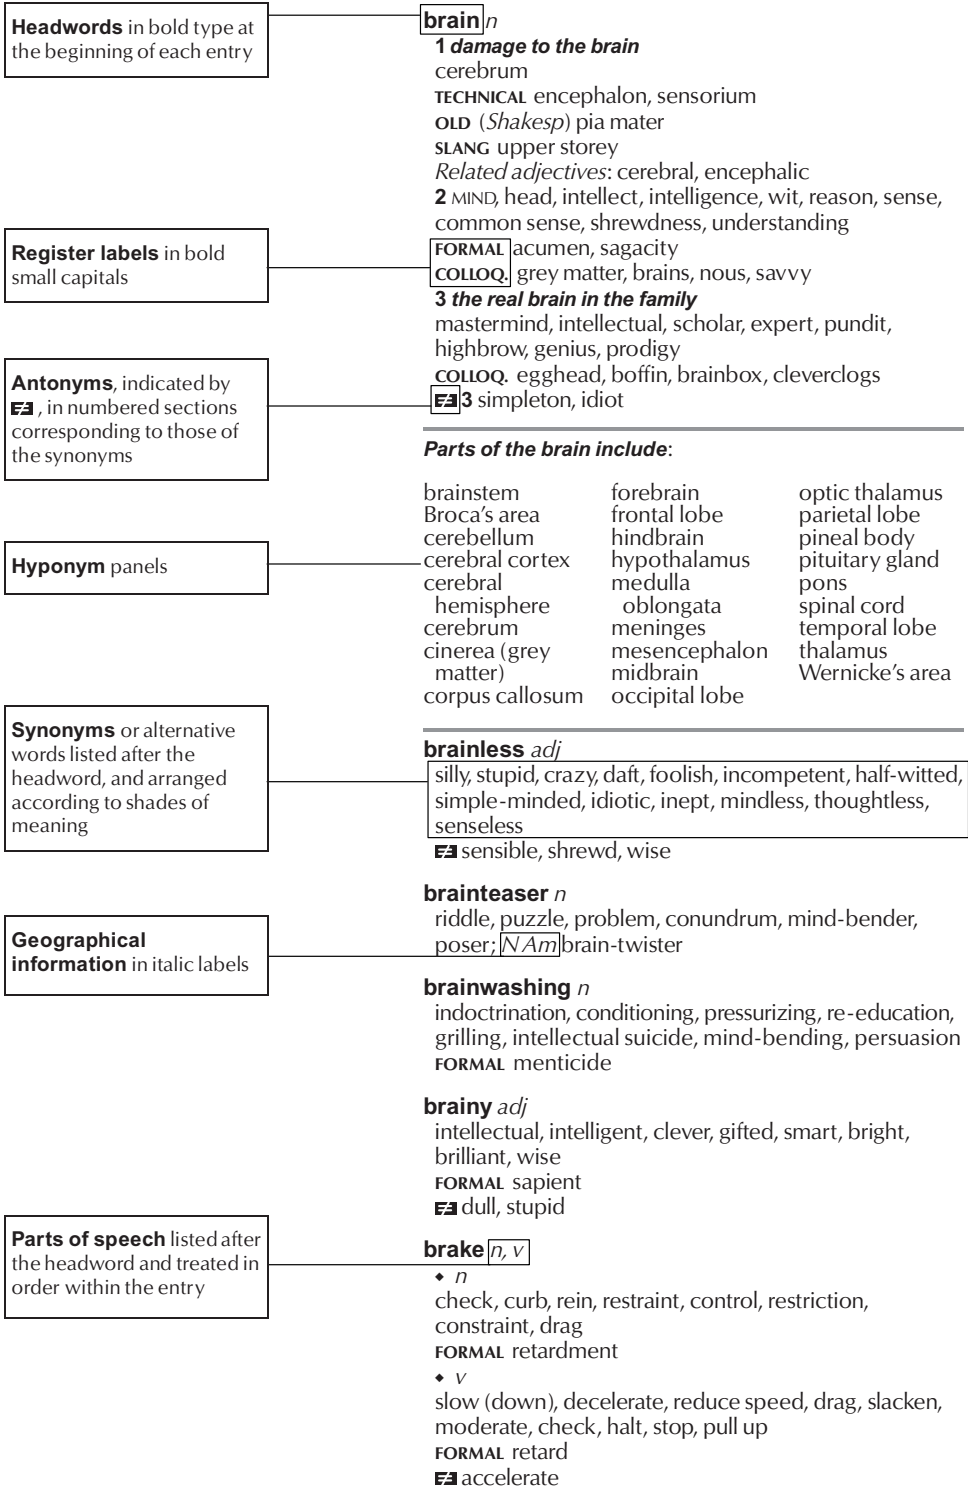 Headwords in bold type at
the beginning of each entry
Register labels in bold
small capitals
Antonyms, indicated by
≠ , in numbered sections
corresponding to those of
the synonyms
Hyponym panels
Synonyms or alternative
words listed after the
headword, and arranged
according to shades of
meaning
Geographical
information in italic labels
Parts of speech listed after
the headword and treated in
order within the entry
brain n
1 damage to the brain
cerebrum
TECHNICAL encephalon, sensorium
OLD (Shakesp) pia mater
SLANG upper storey
Related adjectives: cerebral, encephalic
2 MIND, head, intellect, intelligence, wit, reason, sense,
common sense, shrewdness, understanding
FORMAL acumen, sagacity
COLLOQ. grey matter, brains, nous, savvy
3 the real brain in the family
mastermind, intellectual, scholar, expert, pundit,
highbrow, genius, prodigy
COLLOQ. egghead, boffin, brainbox, cleverclogs
≠ 3 simpleton, idiot
Parts of the brain include:
brainstem
Broca's area
cerebellum
cerebral cortex
cerebral
hemisphere
cerebrum
cinerea (grey
matter)
corpus callosum
forebrain
frontal lobe
hindbrain
hypothalamus
medulla
oblongata
meninges
mesencephalon
midbrain
occipital lobe
optic thalamus
parietal lobe
pineal body
pituitary gland
pons
spinal cord
temporal lobe
thalamus
Wernicke's area
brainless adj
silly, stupid, crazy, daft, foolish, incompetent, half-witted,
simple-minded, idiotic, inept, mindless, thoughtless,
senseless
≠ sensible, shrewd, wise
brainteaser n
riddle, puzzle, problem, conundrum, mind-bender,
poser; N Am brain-twister
brainwashing n
indoctrination, conditioning, pressurizing, re-education,
grilling, intellectual suicide, mind-bending, persuasion
FORMAL menticide
brainy adj
intellectual, intelligent, clever, gifted, smart, bright,
brilliant, wise
FORMAL sapient
≠ dull, stupid
brake n, v
◆ n
check, curb, rein, restraint, control, restriction,
constraint, drag
FORMAL retardment
◆ v
slow (down), decelerate, reduce speed, drag, slacken,
moderate, check, halt, stop, pull up
FORMAL retard
≠ accelerate